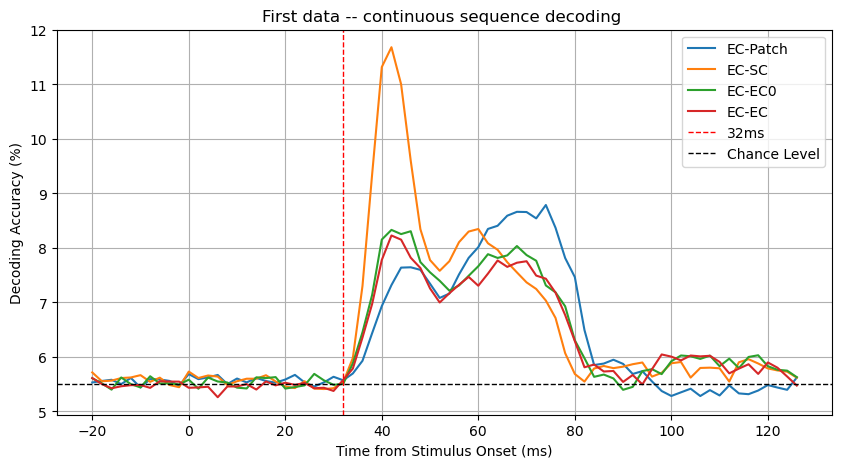 First data -- continuous sequence decoding
Decoding Accuracy (%)
12
11
10
9
8
7
6
5
EC-Patch
EC-SC
EC-EC0
EC-EC
32ms
Chance Level
−20
0
20
40
60
80
100
120
Time from Stimulus Onset (ms)